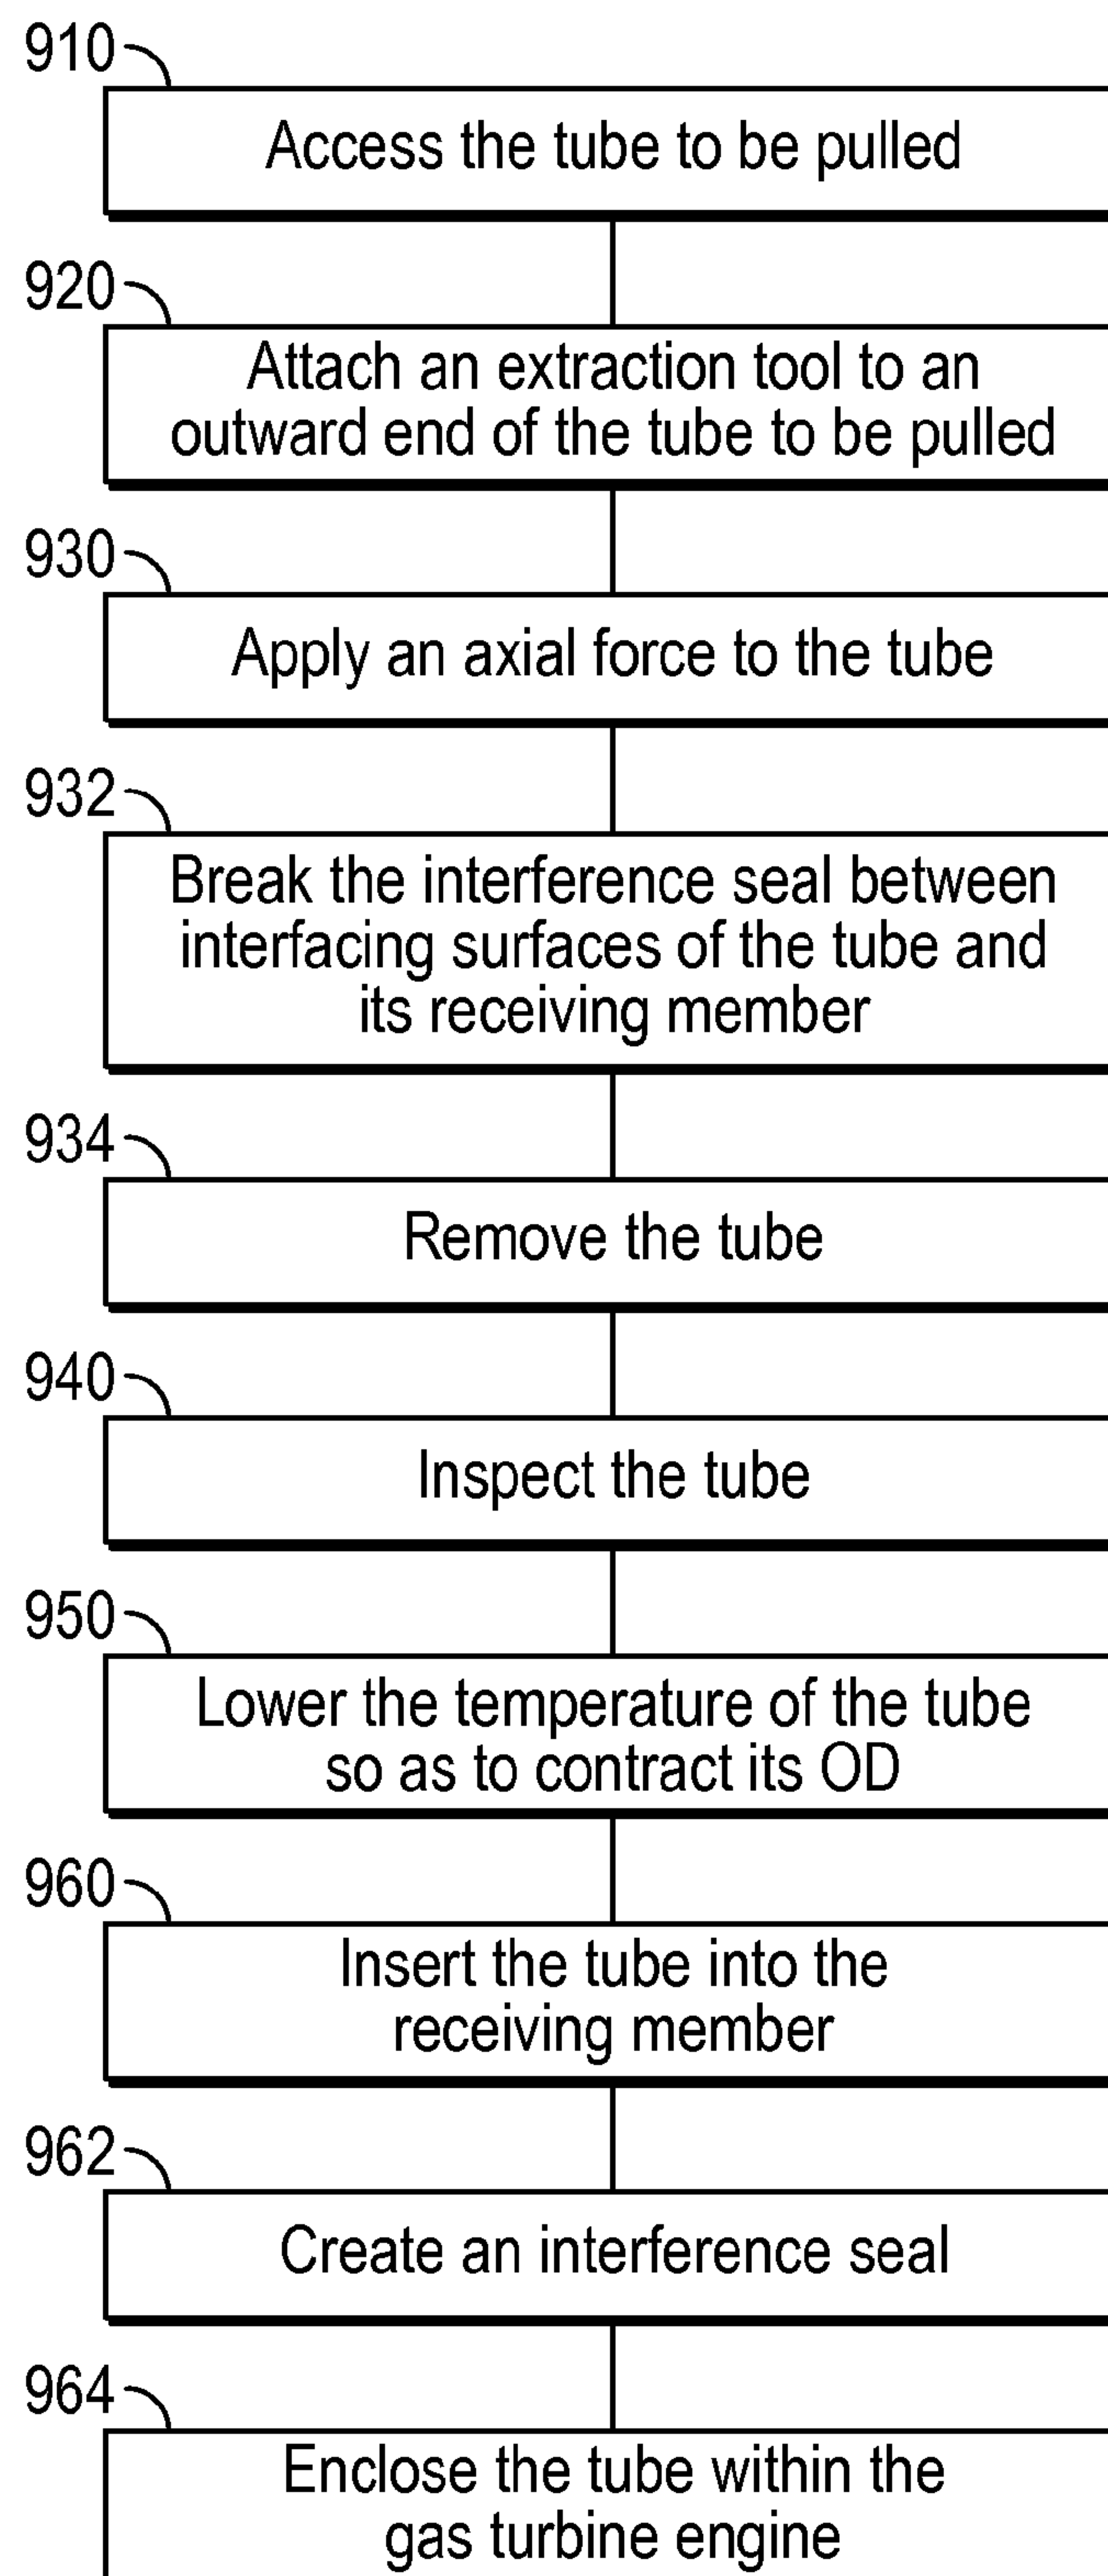 910
Access the tube to be pulled
920
Attach an extraction tool to an
outward end of the tube to be pulled
930
Apply an axial force to the tube
932
Break the interference seal between
interfacing surfaces of the tube and
its receiving member
934
Remove the tube
940
Inspect the tube
950
Lower the temperature of the tube
so as to contract its OD
960
Insert the tube into the
receiving member
962
Create an interference seal
964
Enclose the tube within the
gas turbine engine